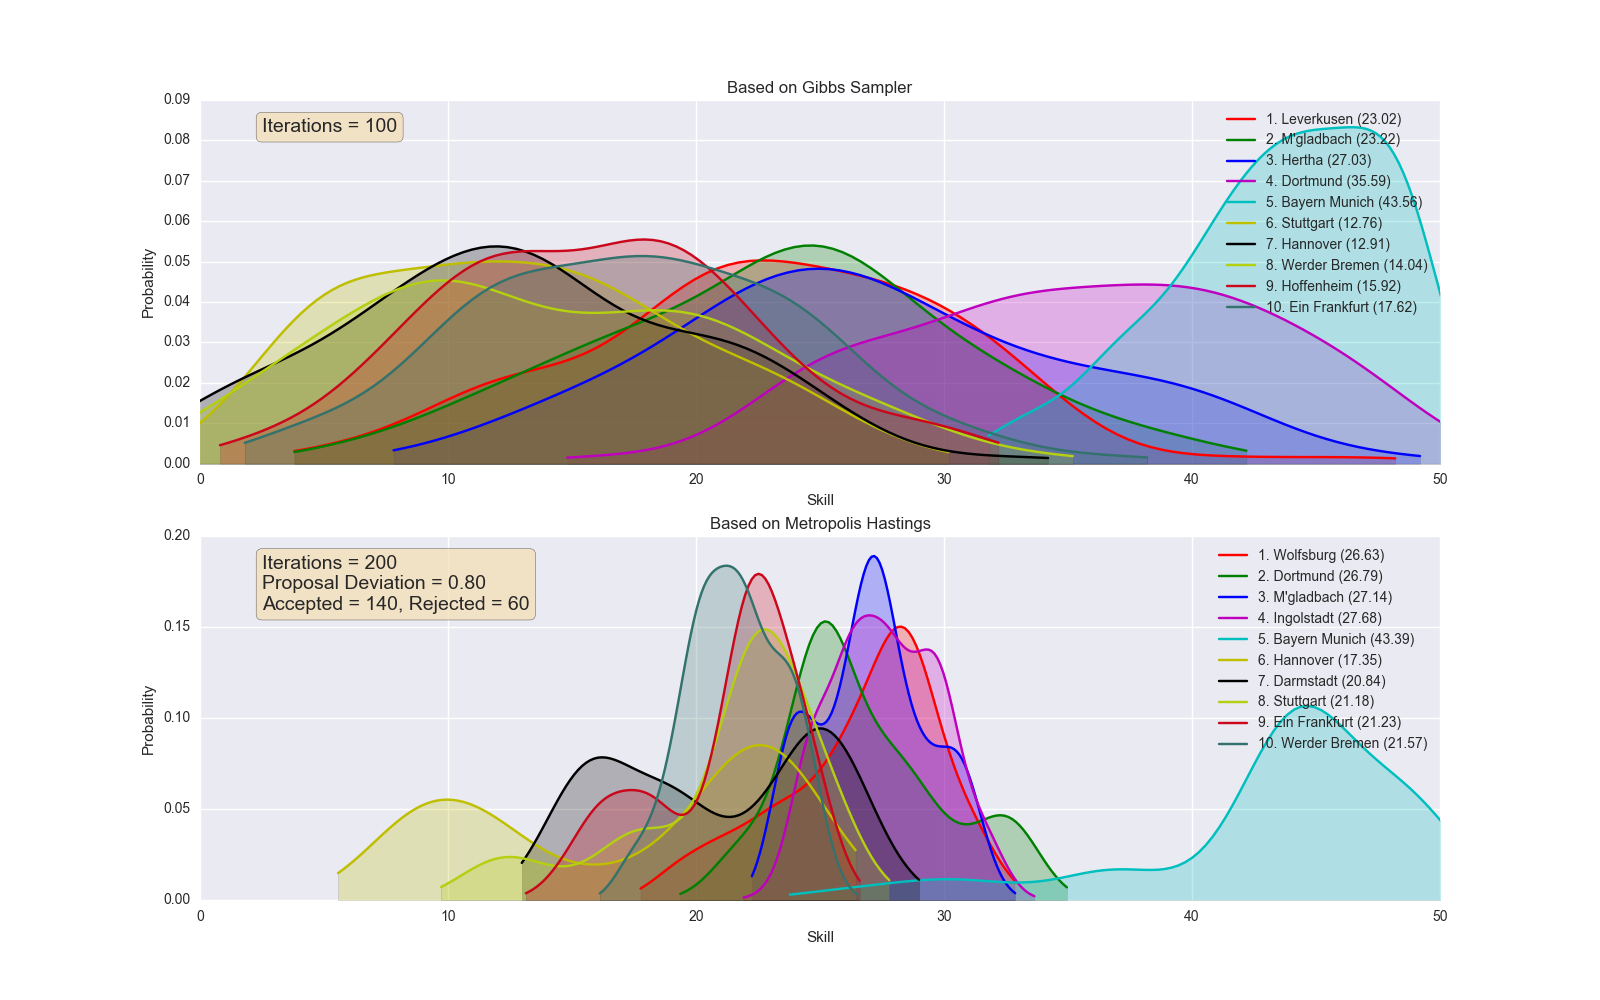 Based on Gibbs Sampler
Iterations = 100
1. Leverkusen (23.02)
2. M'gladbach (23.22)
3. Hertha (27.03)
4. Dortmund (35.59)
5. Bayern Munich (43.56)
6. Stuttgart (12.76)
7. Hannover (12.91)
8. Werder Bremen (14.04)
9. Hoffenheim (15.92)
10. Ein Frankfurt (17.62)
Probability
0.09
0.08
0.07
0.06
0.05
0.04
0.03
0.02
0.01
0.00
0 10 20 30 40 50
Skill
Based on Metropolis Hastings
Iterations = 200
Proposal Deviation = 0.80
Accepted = 140, Rejected = 60
1. Wolfsburg (26.63)
2. Dortmund (26.79)
3. M'gladbach (27.14)
4. Ingolstadt (27.68)
5. Bayern Munich (43.39)
6. Hannover (17.35)
7. Darmstadt (20.84)
8. Stuttgart (21.18)
9. Ein Frankfurt (21.23)
10. Werder Bremen (21.57)
Probability
0.20
0.15
0.10
0.05
0.00
0 10 20 30 40 50
Skill